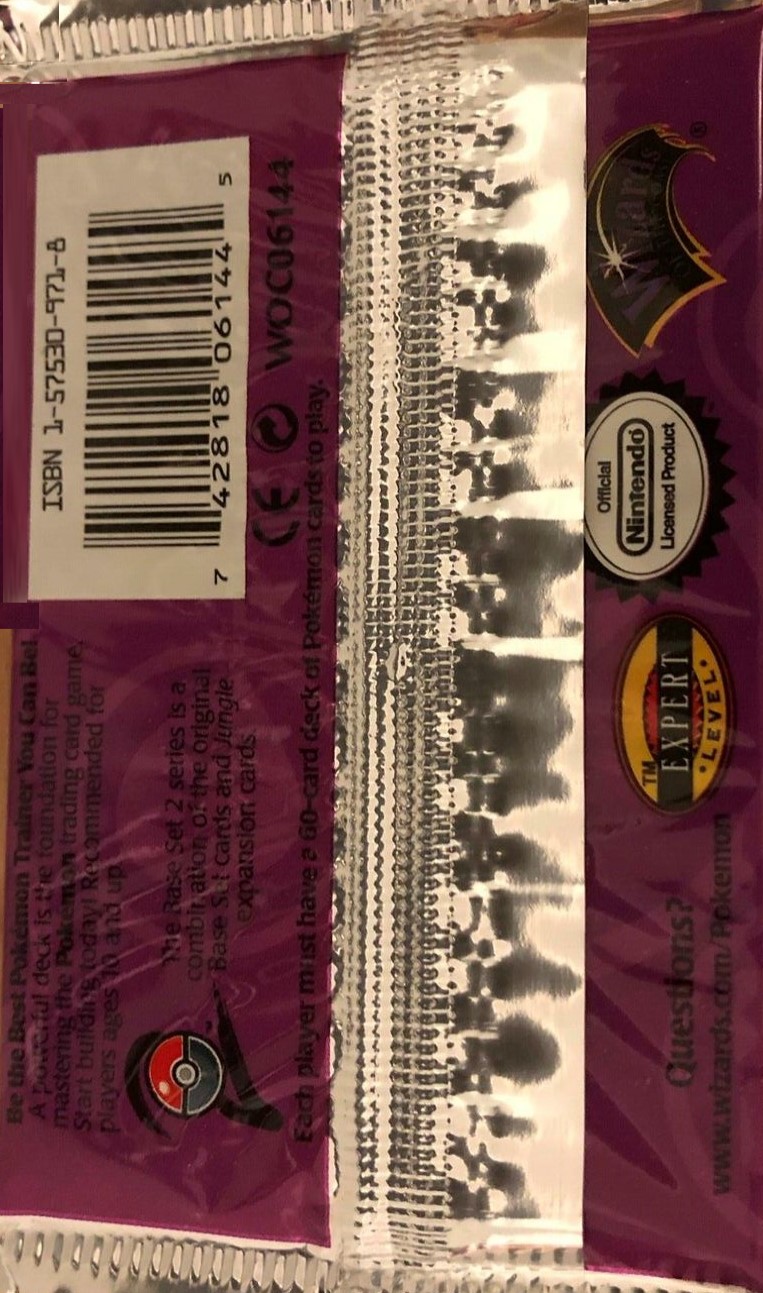 Be the Best Pokémon Trainer You Can Be!
A powerful deck is the foundation for
mastering the Pokémon trading card game.
Start building today! Recommended for
players ages 10 and up
The Base Set 2 series is a
combination of the original
Base Set cards and Jungle
expansion cards.
Each player must have a 60-card deck of Pokémon cards to play.
ISBN 1-57530-971-8
7 42818 06144 5
CE WOC06144
Questions?
www.wizards.com/Pokemon
TM
EXPERT
LEVEL
Official
Nintendo
Licensed Product
Wizards
®